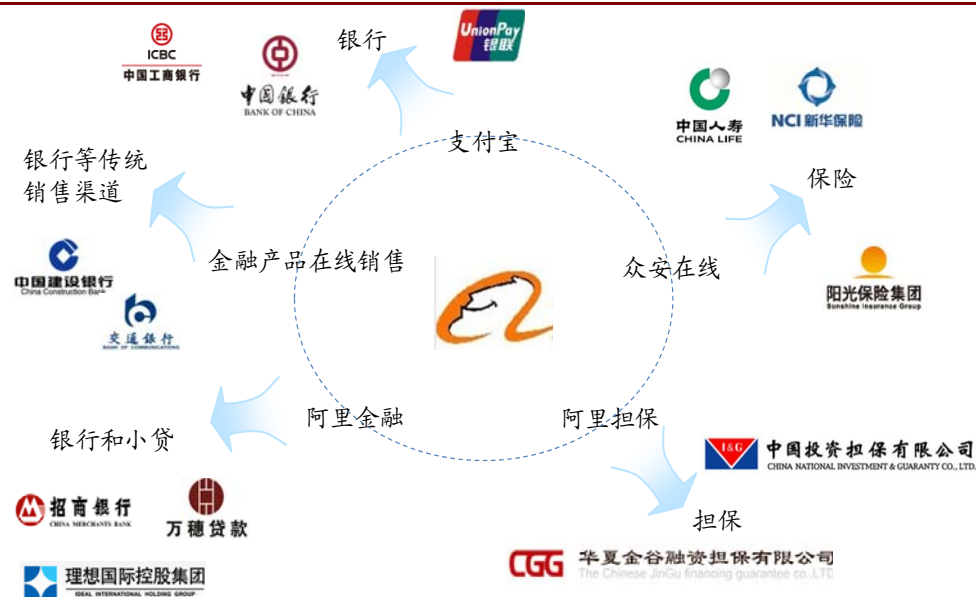 ICBC
中国工商银行
中国银行
BANK OF CHINA
银行
UnionPay
银联
中国人寿
CHINA LIFE
NCI 新华保险
支付宝
银行等传统
销售渠道
保险
金融产品在线销售
众安在线
中国建设银行
China Construction Bank
阳光保险集团
Sunshine Insurance Group
交通银行
BANK OF COMMUNICATIONS
阿里金融
阿里担保
银行和小贷
I&G
中国投资担保有限公司
CHINA NATIONAL INVESTMENT & GUARANTY CO., LTD.
招商银行
CHINA MERCHANTS BANK
万穗贷款
担保
CGG
华夏金谷融资担保有限公司
The Chinese JinGu financing guarantee co.,LTD
理想国际控股集团
IDEAL INTERNATIONAL HOLDING GROUP